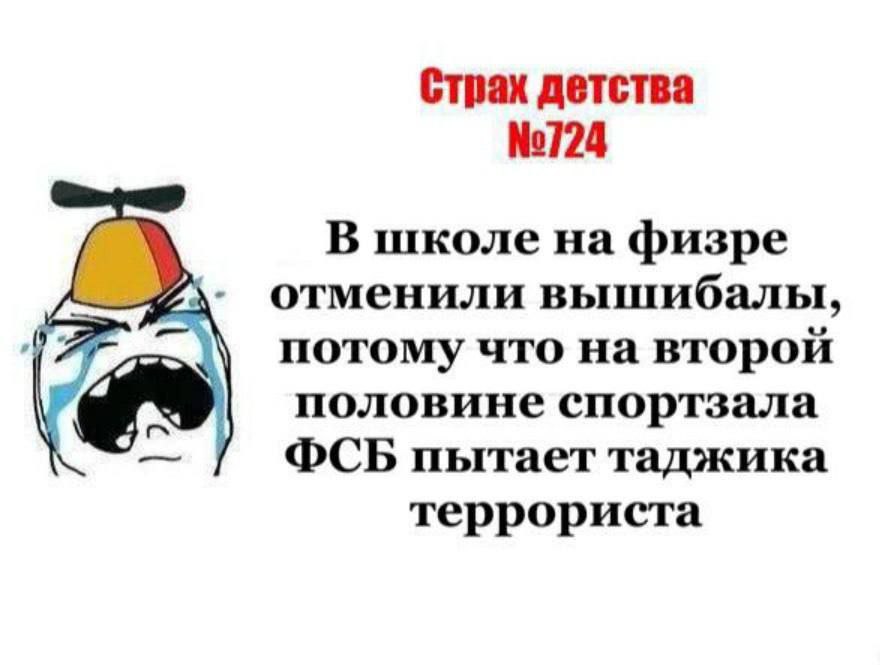 Страх детства
№724
В школе на физре
отменили вышибалы,
потому что на второй
половине спортзала
ФСБ пытает таджика
террориста